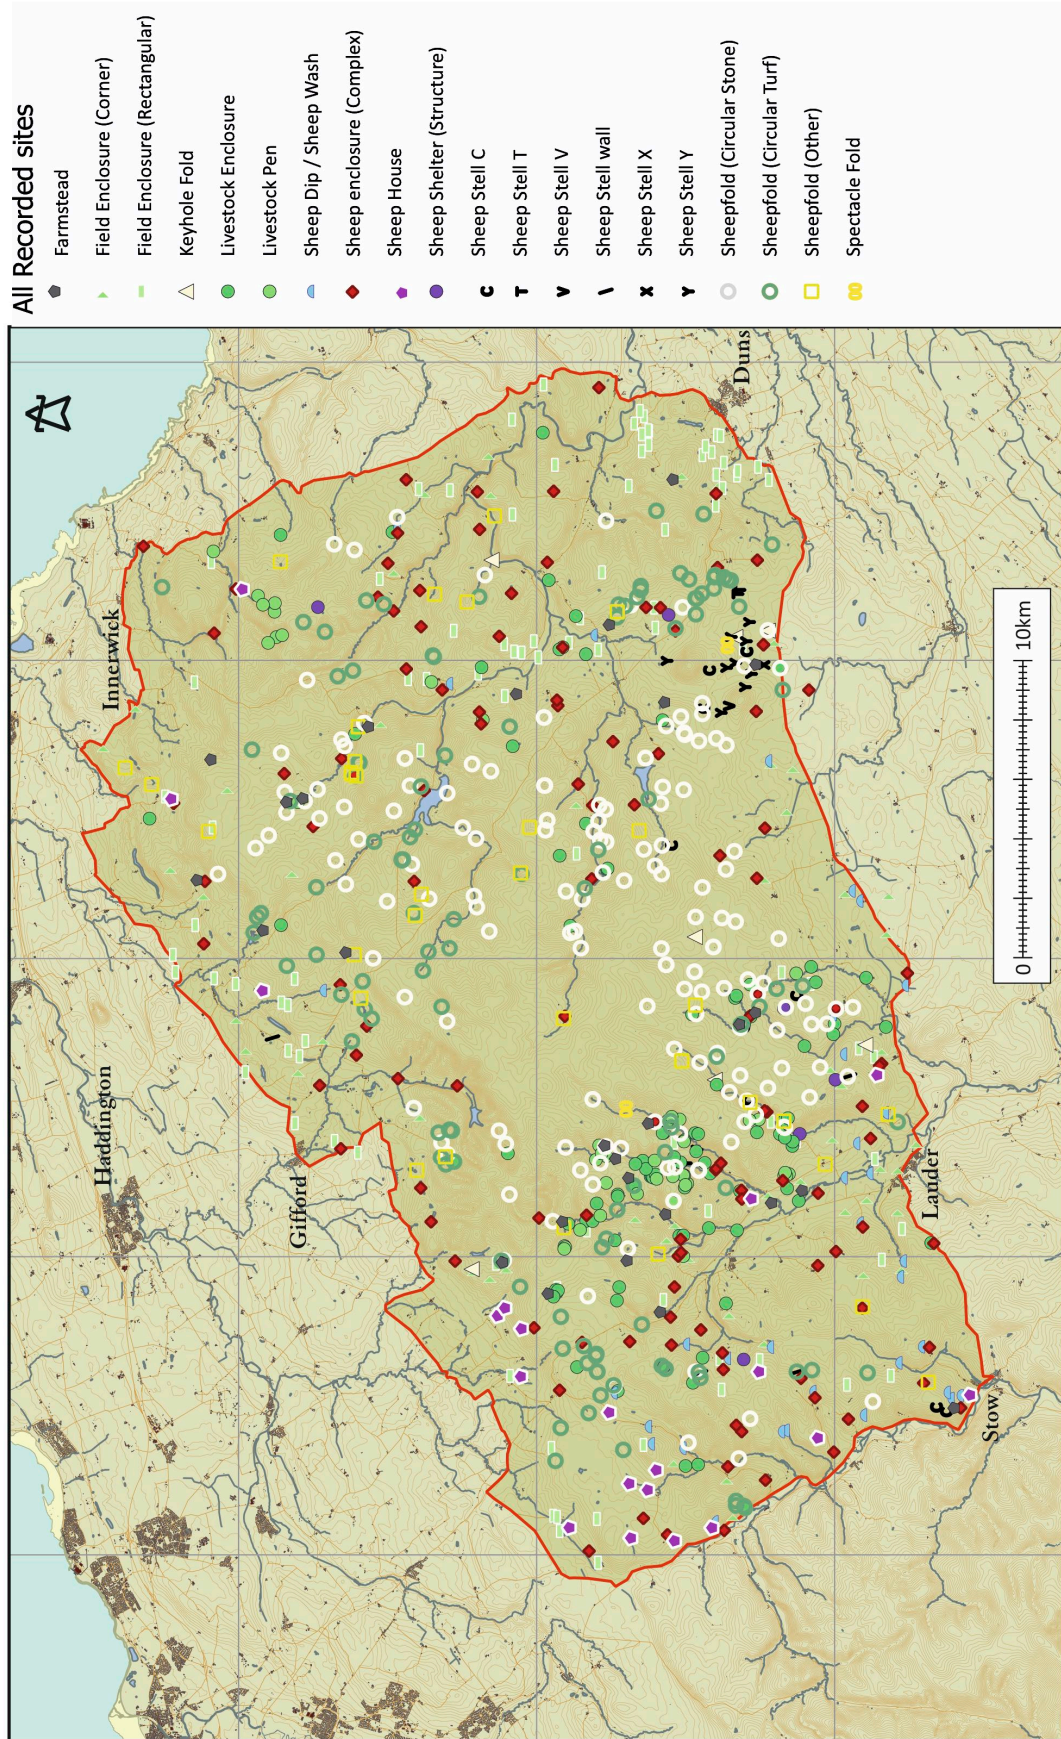 All Recorded sites
Farmstead
Field Enclosure (Corner)
Field Enclosure (Rectangular)
Keyhole Fold
Livestock Enclosure
Livestock Pen
Sheep Dip / Sheep Wash
Sheep enclosure (Complex)
Sheep House
Sheep Shelter (Structure)
C Sheep Stell C
T Sheep Stell T
V Sheep Stell V
Sheep Stell wall
X Sheep Stell X
Y Sheep Stell Y
Sheepfold (Circular Stone)
Sheepfold (Circular Turf)
Sheepfold (Other)
Spectacle Fold
Innerwick
Haddington
Gifford
Duns
Lauder
Stow
0 10km